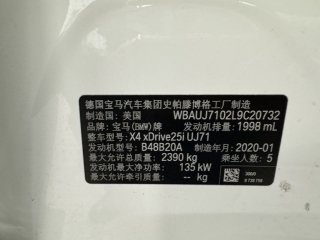 德国宝马汽车集团史帕滕博格工厂制造
制造国: 美国 WBAUJ7102L9C20732
品牌: 宝马(BMW)牌 发动机排量: 1998 mL
整车型号: X4 xDrive25i UJ71
发动机型号: B48B20A 制造年月: 2020-01
最大允许总质量: 2390 kg 乘坐人数: 5
发动机最大净功率: 135 kW
最大允许牵引质量: -- kg